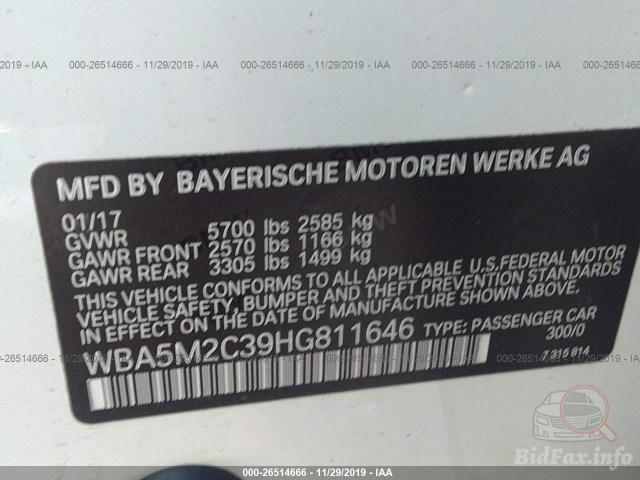 000-26514666 - 11/29/2019 - IAA
MFD BY BAYERISCHE MOTOREN WERKE AG
01/17
GVWR 5700 lbs 2585 kg
GAWR FRONT 2570 lbs 1166 kg
GAWR REAR 3305 lbs 1499 kg
THIS VEHICLE CONFORMS TO ALL APPLICABLE U.S.FEDERAL MOTOR
VEHICLE SAFETY, BUMPER AND THEFT PREVENTION STANDARDS
IN EFFECT ON THE DATE OF MANUFACTURE SHOWN ABOVE.
WBA5M2C39HG811646 TYPE: PASSENGER CAR
300/0
7 316 814
BidFax.info
000-26514666 - 11/29/2019 - IAA